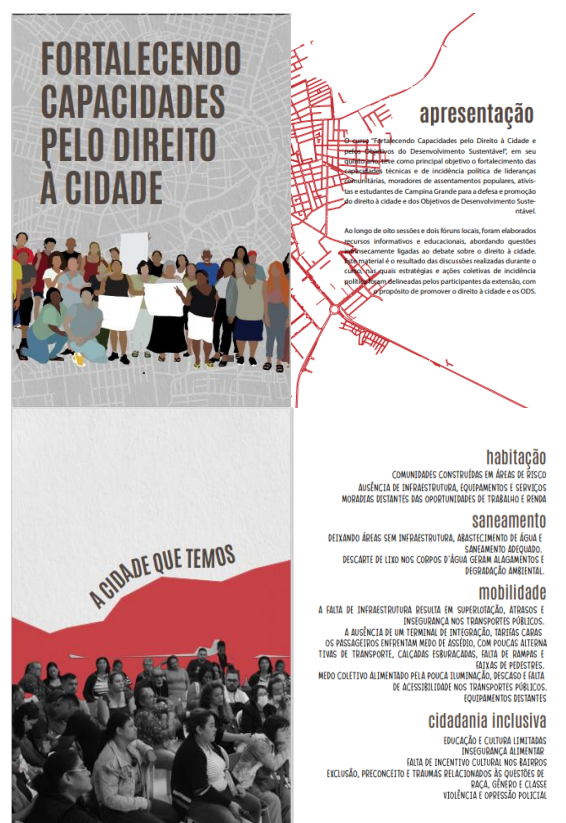 FORTALECENDO
CAPACIDADES
PELO DIREITO
À CIDADE
apresentação
O curso "Fortalecendo Capacidades pelo Direito à Cidade e
pelos Objetivos do Desenvolvimento Sustentável", em seu
quinto ano, teve como principal objetivo o fortalecimento das
capacidades técnicas e de incidência política de lideranças
comunitárias, moradores de assentamentos populares, ativis-
tas e estudantes de Campina Grande para a defesa e promoção
do direito à cidade e dos Objetivos de Desenvolvimento Suste-
ntável.
Ao longo de oito sessões e dois fóruns locais, foram elaborados
recursos informativos e educacionais, abordando questões
intrinsecamente ligadas ao debate sobre o direito à cidade.
Este material é o resultado das discussões realizadas durante o
curso, nas quais estratégias e ações coletivas de incidência
política foram delineadas pelos participantes da extensão, com
o propósito de promover o direito à cidade e os ODS.
A CIDADE QUE TEMOS
habitação
COMUNIDADES CONSTRUÍDAS EM ÁREAS DE RISCO
AUSÊNCIA DE INFRAESTRUTURA, EQUIPAMENTOS E SERVIÇOS
MORADIAS DISTANTES DAS OPORTUNIDADES DE TRABALHO E RENDA
saneamento
DEIXANDO ÁREAS SEM INFRAESTRUTURA, ABASTECIMENTO DE ÁGUA E
SANEAMENTO ADEQUADO.
DESCARTE DE LIXO NOS CORPOS D'ÁGUA GERAM ALAGAMENTOS E
DEGRADAÇÃO AMBIENTAL.
mobilidade
A FALTA DE INFRAESTRUTURA RESULTA EM SUPERLOTAÇÃO, ATRASOS E
INSEGURANÇA NOS TRANSPORTES PÚBLICOS.
A AUSÊNCIA DE UM TERMINAL DE INTEGRAÇÃO, TARIFAS CARAS
OS PASSAGEIROS ENFRENTAM MEDO DE ASSÉDIO, COM POUCAS ALTERNA
TIVAS DE TRANSPORTE, CALÇADAS ESBURACADAS, FALTA DE RAMPAS E
FAIXAS DE PEDESTRES.
MEDO COLETIVO ALIMENTADO PELA POUCA ILUMINAÇÃO, DESCASO E FALTA
DE ACESSIBILIDADE NOS TRANSPORTES PÚBLICOS.
EQUIPAMENTOS DISTANTES
cidadania inclusiva
EDUCAÇÃO E CULTURA LIMITADAS
INSEGURANÇA ALIMENTAR
FALTA DE INCENTIVO CULTURAL NOS BAIRROS
EXCLUSÃO, PRECONCEITO E TRAUMAS RELACIONADOS ÀS QUESTÕES DE
RAÇA, GÊNERO E CLASSE
VIOLÊNCIA E OPRESSÃO POLICIAL